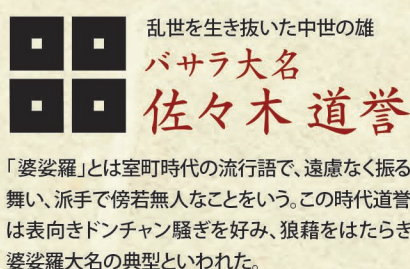 乱世を生き抜いた中世の雄
バサラ大名
佐々木 道誉
「婆娑羅」とは室町時代の流行語で、遠慮なく振る
舞い、派手で傍若無人なことをいう。この時代道誉
は表向きドンチャン騒ぎを好み、狼藉をはたらき
婆娑羅大名の典型といわれた。